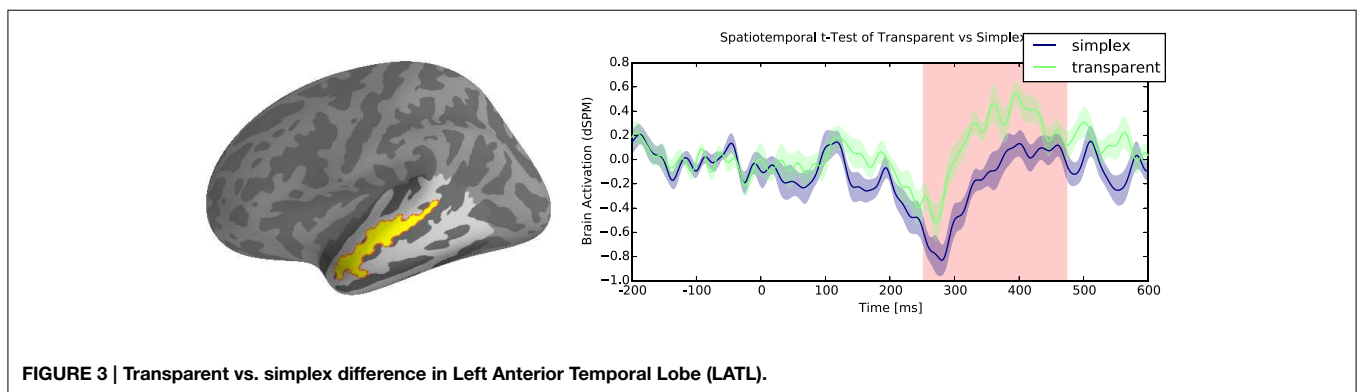 Spatiotemporal t-Test of Transparent vs Simplex
simplex
transparent
Brain Activation (dSPM)
0.8
0.6
0.4
0.2
0.0
−0.2
−0.4
−0.6
−0.8
−1.0
-200 -100 0 100 200 300 400 500 600
Time [ms]
FIGURE 3 | Transparent vs. simplex difference in Left Anterior Temporal Lobe (LATL).